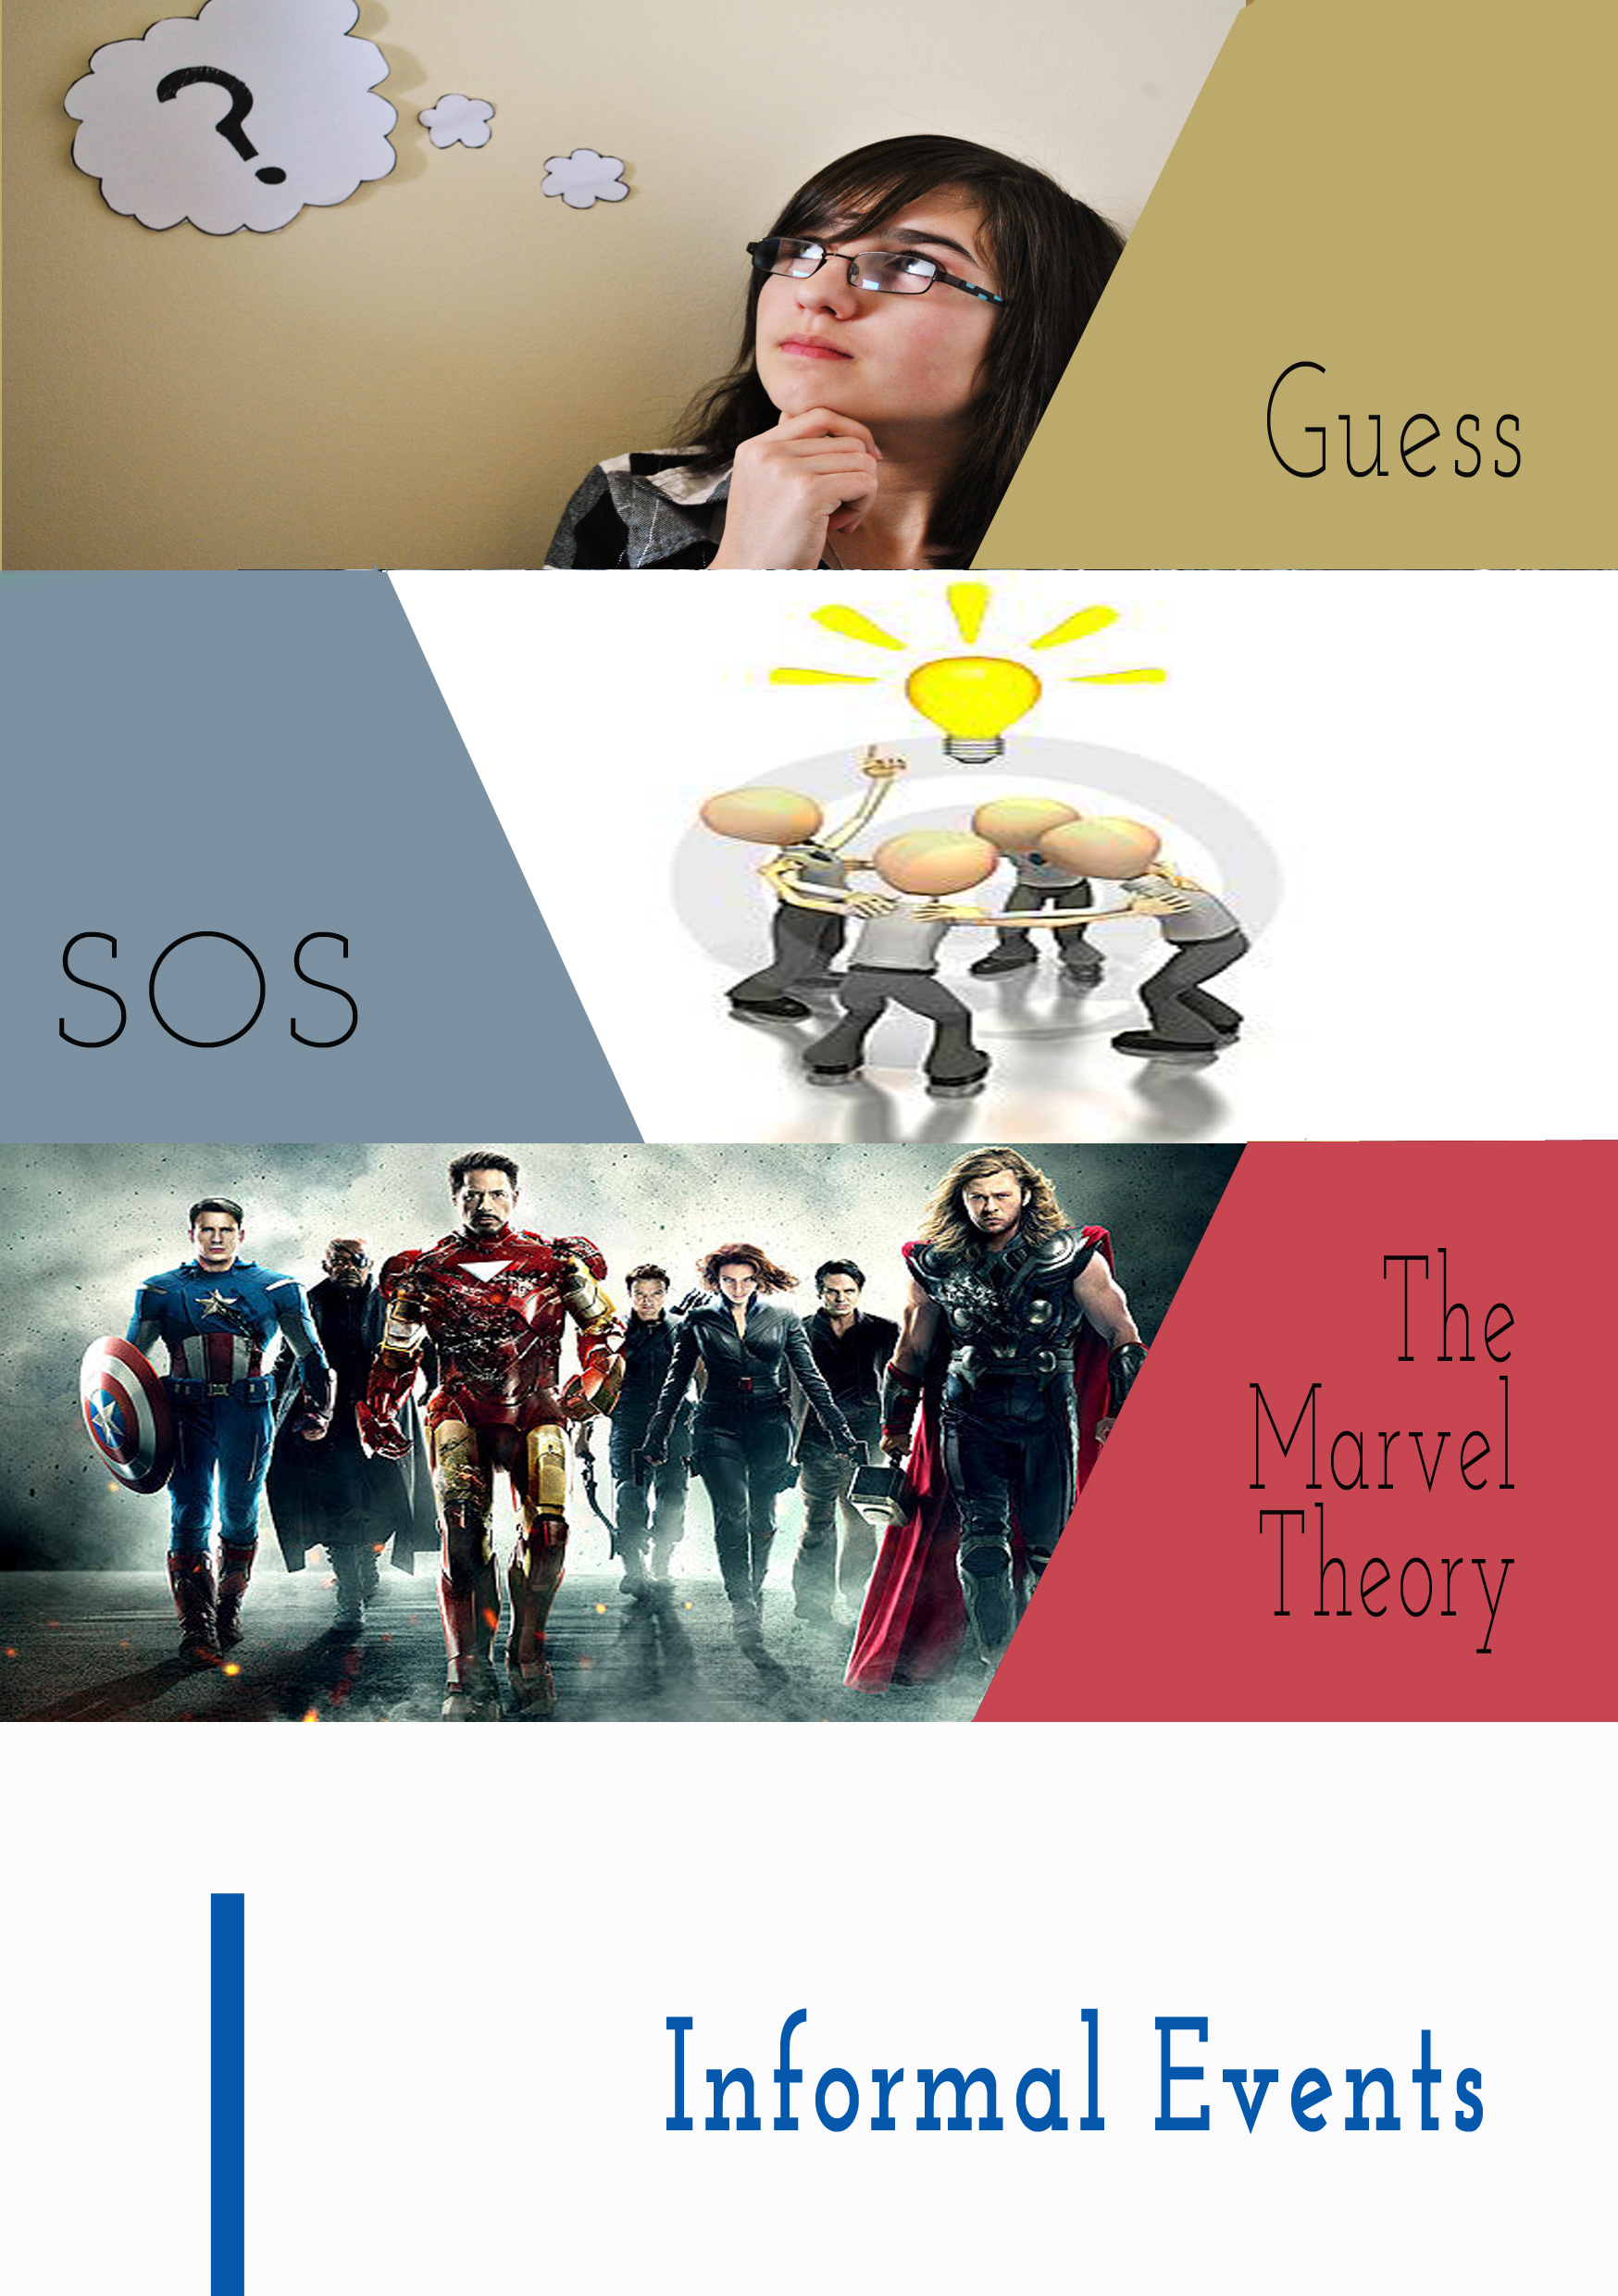 ?
Guess
SOS
The
Marvel
Theory
Informal Events